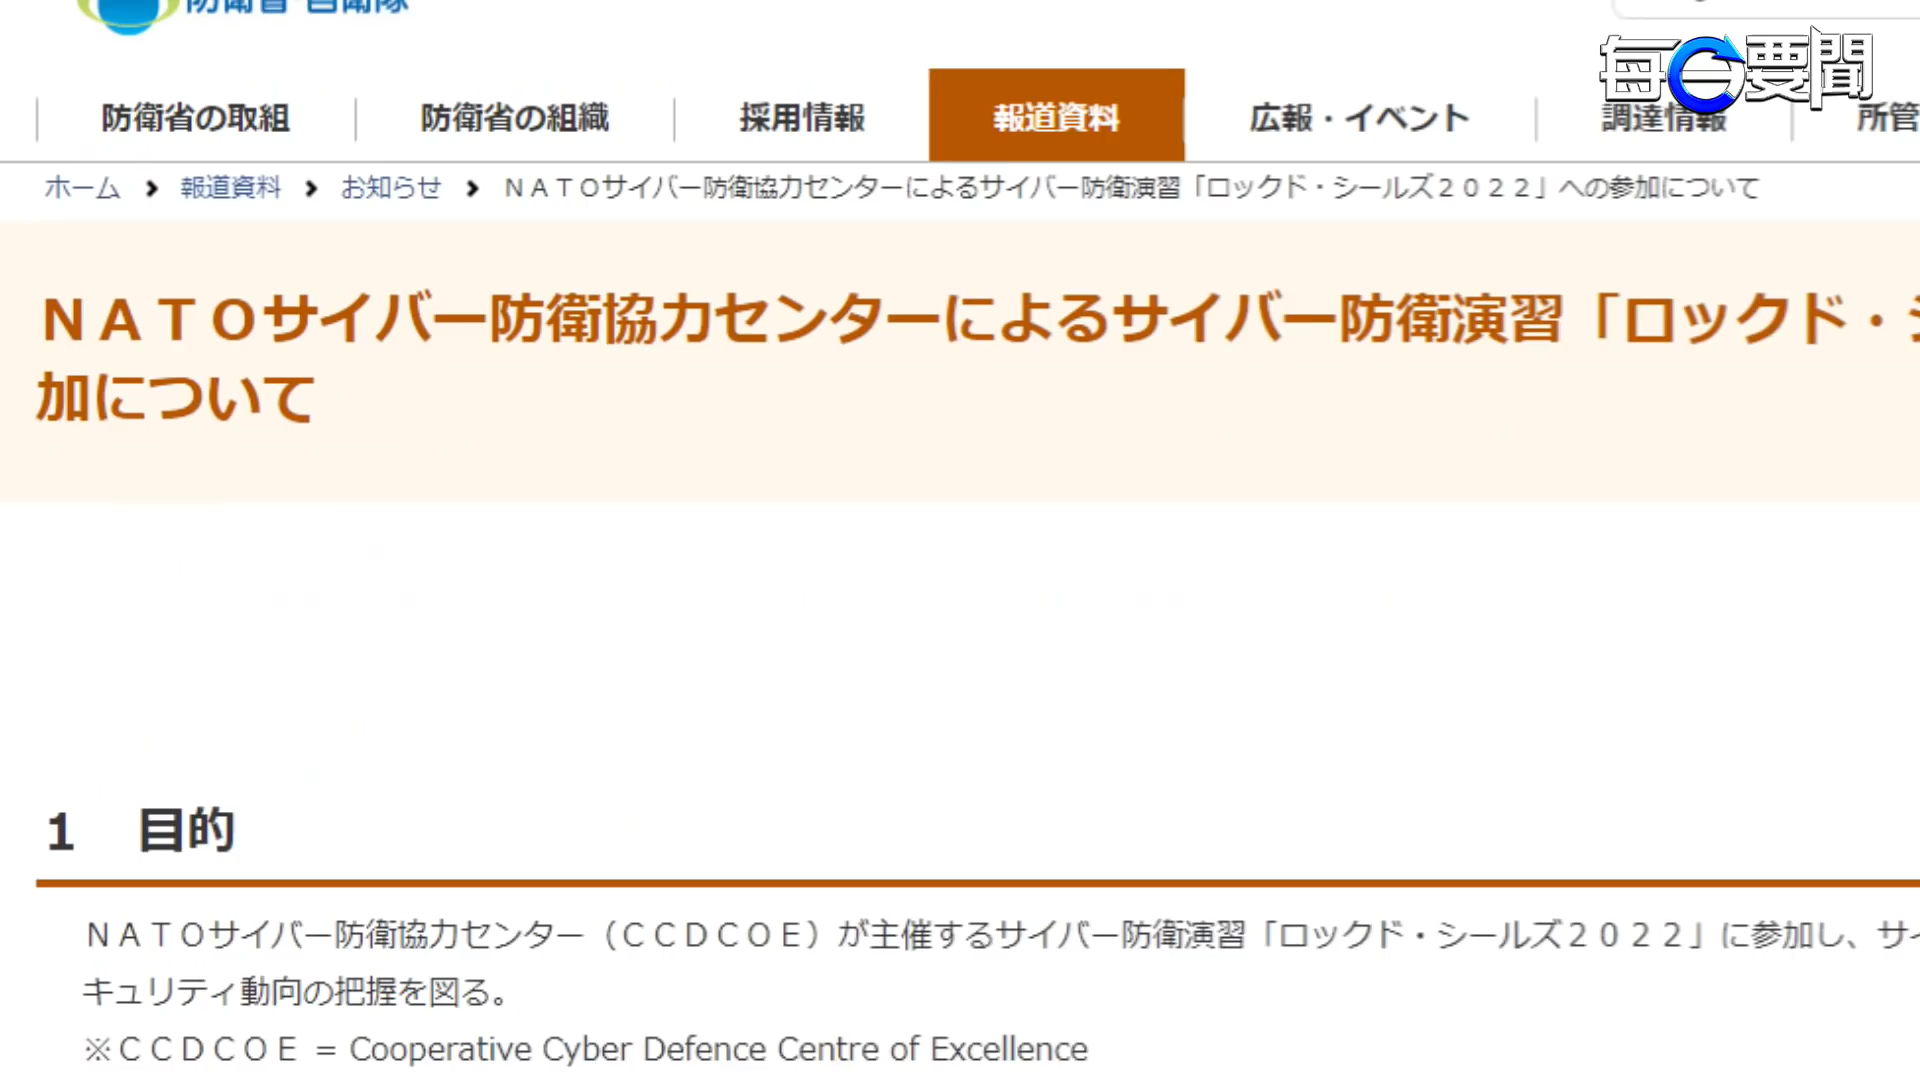 防衛省・自衛隊
毎日要聞
防衛省の取組
防衛省の組織
採用情報
報道資料
広報・イベント
調達情報
所管
ホーム > 報道資料 > お知らせ > ＮＡＴＯサイバー防衛協力センターによるサイバー防衛演習「ロックド・シールズ２０２２」への参加について
ＮＡＴＯサイバー防衛協力センターによるサイバー防衛演習「ロックド・シ
加について
1　目的
ＮＡＴＯサイバー防衛協力センター（ＣＣＤＣＯＥ）が主催するサイバー防衛演習「ロックド・シールズ２０２２」に参加し、サイ
キュリティ動向の把握を図る。
※ＣＣＤＣＯＥ = Cooperative Cyber Defence Centre of Excellence